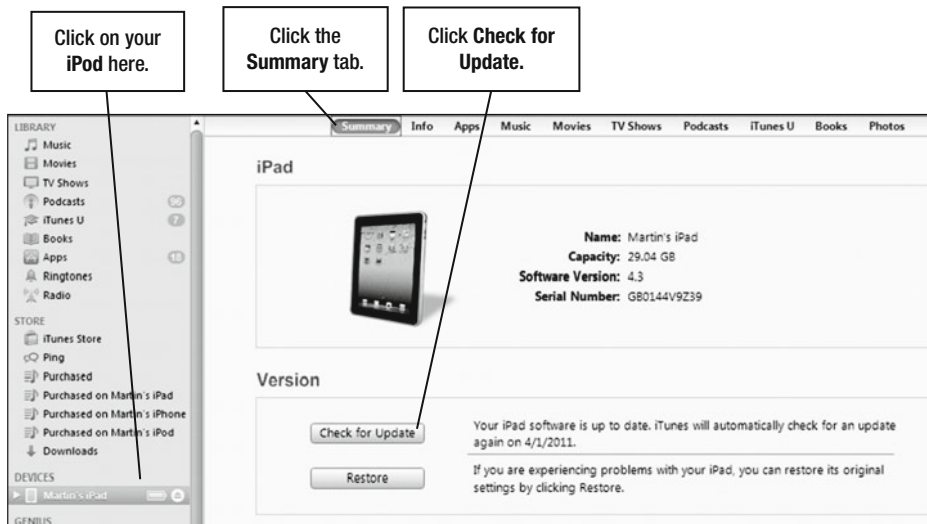 Click on your
iPod here.
Click the
Summary tab.
Click Check for
Update.
LIBRARY
Music
Movies
TV Shows
Podcasts 96
iTunes U 7
Books
Apps 18
Ringtones
Radio
STORE
iTunes Store
Ping
Purchased
Purchased on Martin's iPad
Purchased on Martin's iPhone
Purchased on Martin's iPod
Downloads
DEVICES
Martin's iPad
GENIUS
Summary Info Apps Music Movies TV Shows Podcasts iTunes U Books Photos
iPad
Name: Martin's iPad
Capacity: 29.04 GB
Software Version: 4.3
Serial Number: GB0144V9Z39
Version
Check for Update
Your iPad software is up to date. iTunes will automatically check for an update
again on 4/1/2011.
Restore
If you are experiencing problems with your iPad, you can restore its original
settings by clicking Restore.